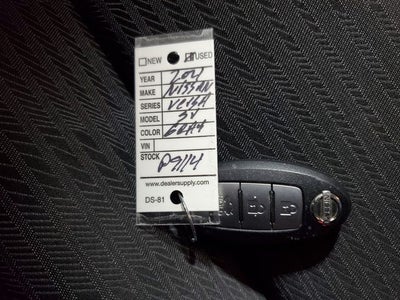 NEW USED
YEAR
MAKE NISSAN
SERIES VERSA
MODEL SV
COLOR GRAY
VIN
STOCK P9114
www.dealersupply.com
DS-81
NISSAN